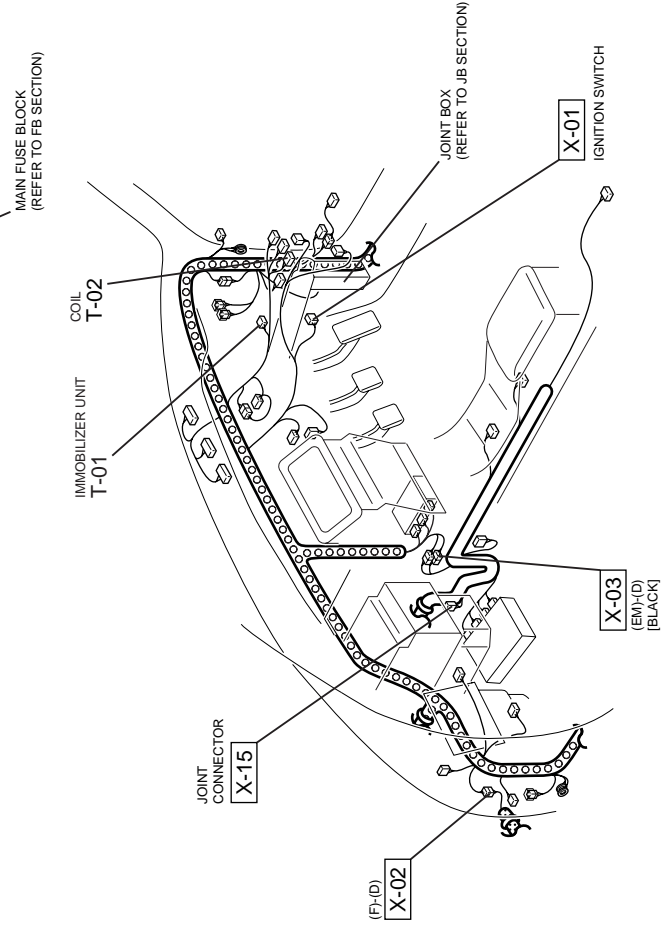 MAIN FUSE BLOCK
(REFER TO FB SECTION)
COIL
T-02
IMMOBILIZER UNIT
T-01
JOINT BOX
(REFER TO JB SECTION)
X-01
IGNITION SWITCH
JOINT
CONNECTOR
X-15
X-03
(EM)-(D)
[BLACK]
(F)-(D)
X-02